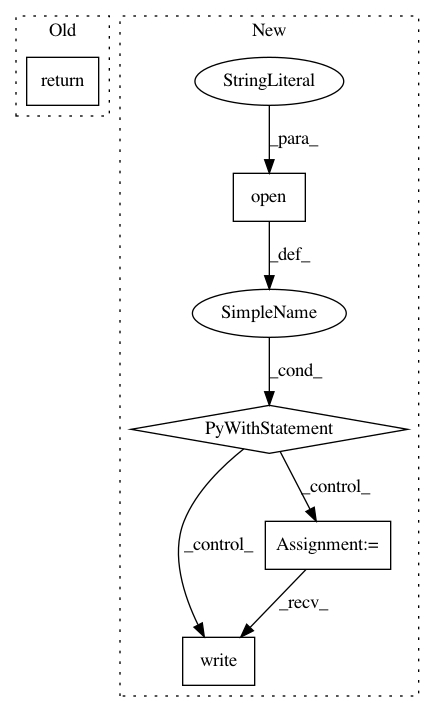 Old
New
return
StringLiteral
_para_
open
_def_
SimpleName
_cond_
PyWithStatement
_control_
_control_
Assignment:=
_recv_
write